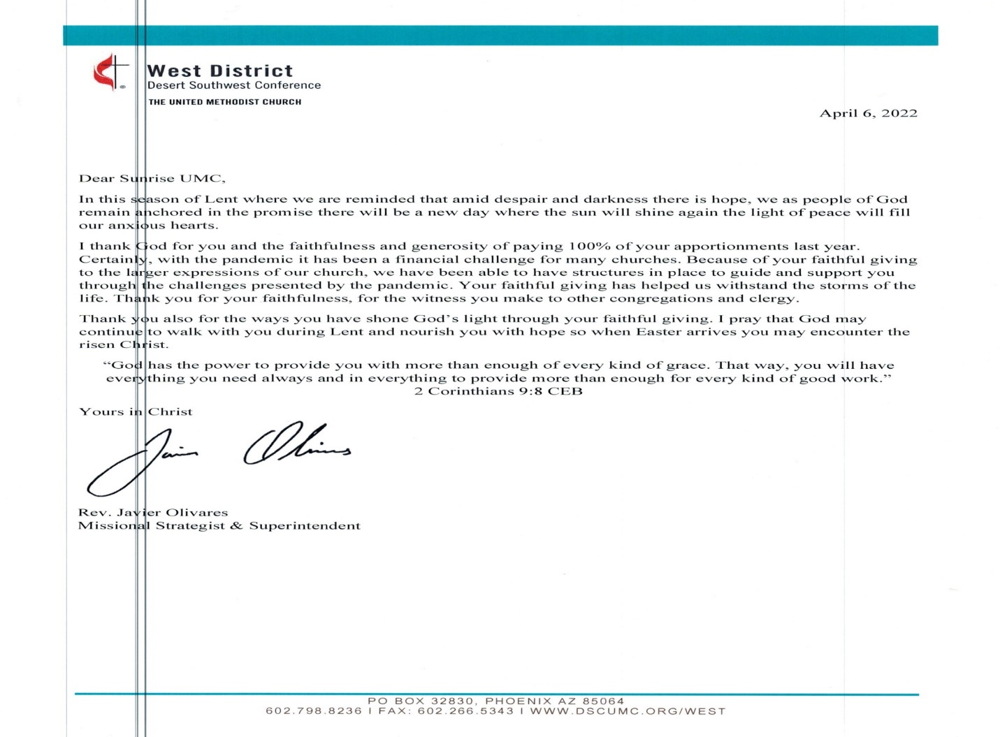 West District
Desert Southwest Conference
THE UNITED METHODIST CHURCH
April 6, 2022
Dear Sunrise UMC,
In this season of Lent where we are reminded that amid despair and darkness there is hope, we as people of God
remain anchored in the promise there will be a new day where the sun will shine again the light of peace will fill
our anxious hearts.
I thank God for you and the faithfulness and generosity of paying 100% of your apportionments last year.
Certainly, with the pandemic it has been a financial challenge for many churches. Because of your faithful giving
to the larger expressions of our church, we have been able to have structures in place to guide and support you
through the challenges presented by the pandemic. Your faithful giving has helped us withstand the storms of the
life. Thank you for your faithfulness, for the witness you make to other congregations and clergy.
Thank you also for the ways you have shone God’s light through your faithful giving. I pray that God may
continue to walk with you during Lent and nourish you with hope so when Easter arrives you may encounter the
risen Christ.
“God has the power to provide you with more than enough of every kind of grace. That way, you will have
everything you need always and in everything to provide more than enough for every kind of good work.”
2 Corinthians 9:8 CEB
Yours in Christ
Rev. Javier Olivares
Missional Strategist & Superintendent
PO BOX 32830, PHOENIX AZ 85064
602.798.8236 | FAX: 602.266.5343 | WWW.DSCUMC.ORG/WEST